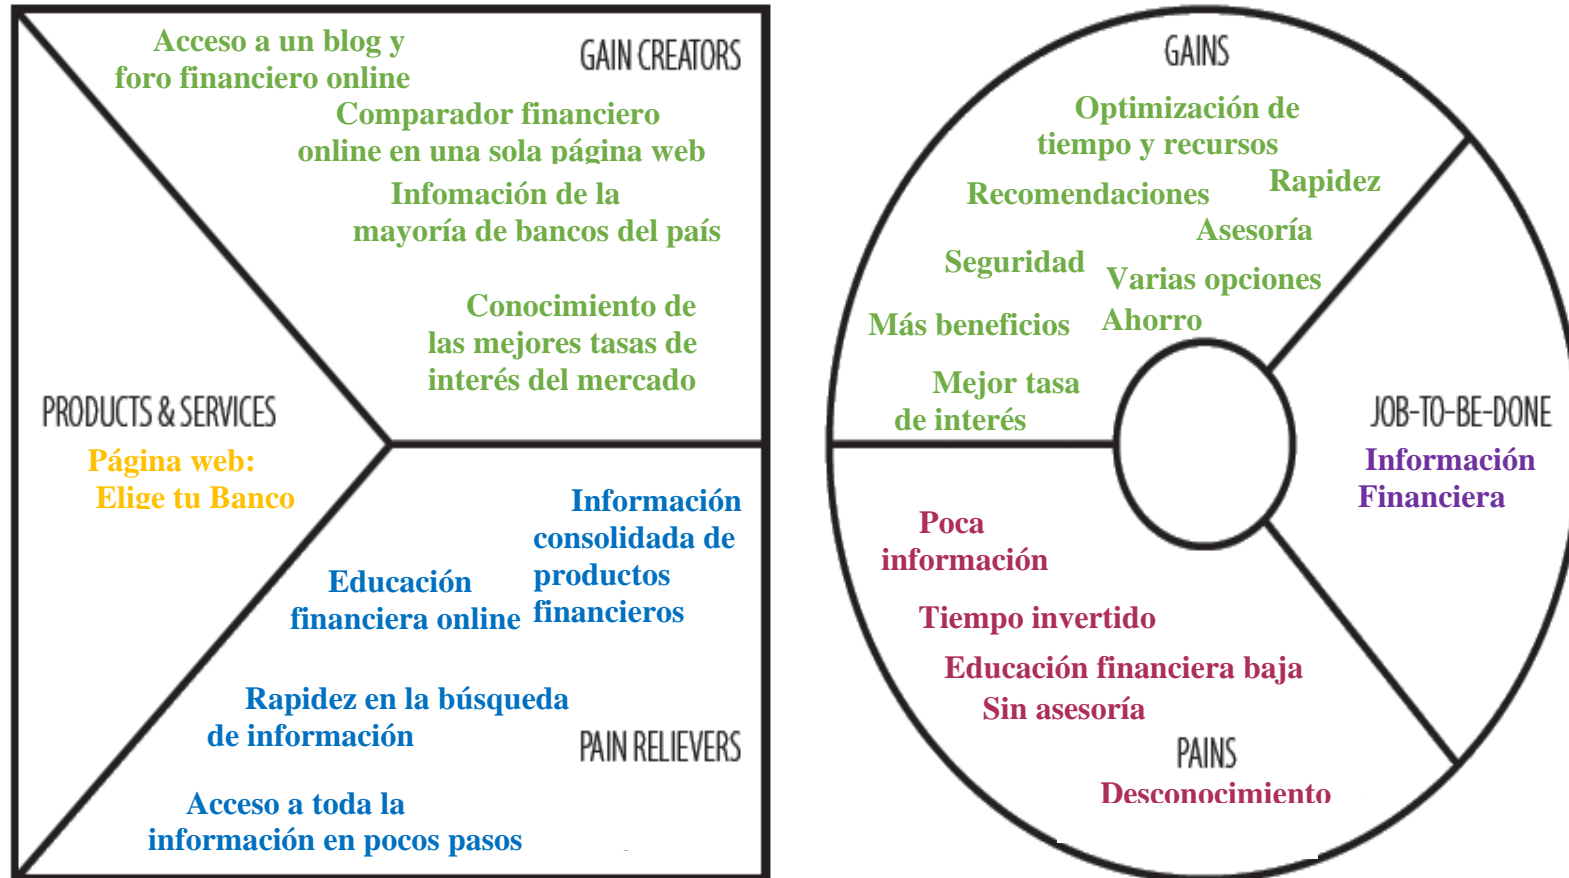 Acceso a un blog y
foro financiero online
GAIN CREATORS
Comparador financiero
online en una sola página web
Infomación de la
mayoría de bancos del país
Conocimiento de
las mejores tasas de
interés del mercado
PRODUCTS & SERVICES
Página web:
Elige tu Banco
Información
consolidada de
productos
financieros
Educación
financiera online
Rapidez en la búsqueda
de información
PAIN RELIEVERS
Acceso a toda la
información en pocos pasos
GAINS
Optimización de
tiempo y recursos
Recomendaciones
Rapidez
Asesoría
Seguridad
Varias opciones
Más beneficios
Ahorro
Mejor tasa
de interés
JOB-TO-BE-DONE
Información
Financiera
Poca
información
Tiempo invertido
Educación financiera baja
Sin asesoría
PAINS
Desconocimiento